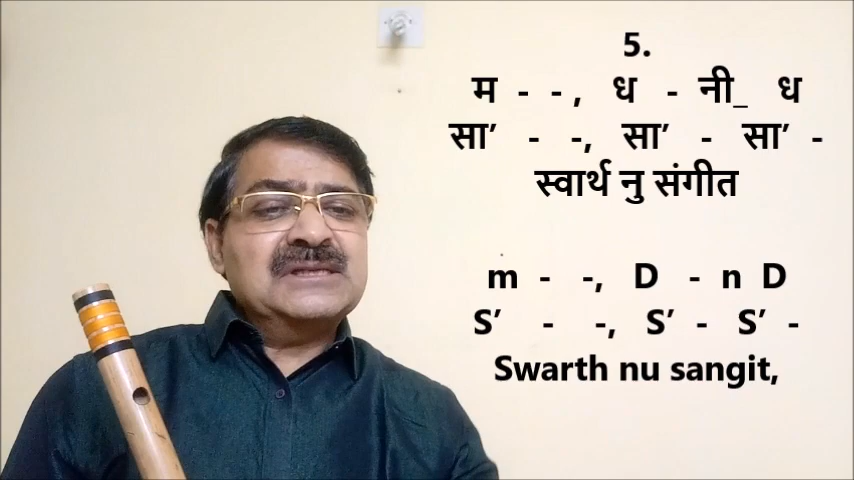 5.
म - - , ध - नी_ ध
सा’ - -, सा’ - सा’ -
स्वार्थ नु संगीत
m - -, D - n D
S’ - -, S’ - S’ -
Swarth nu sangit,